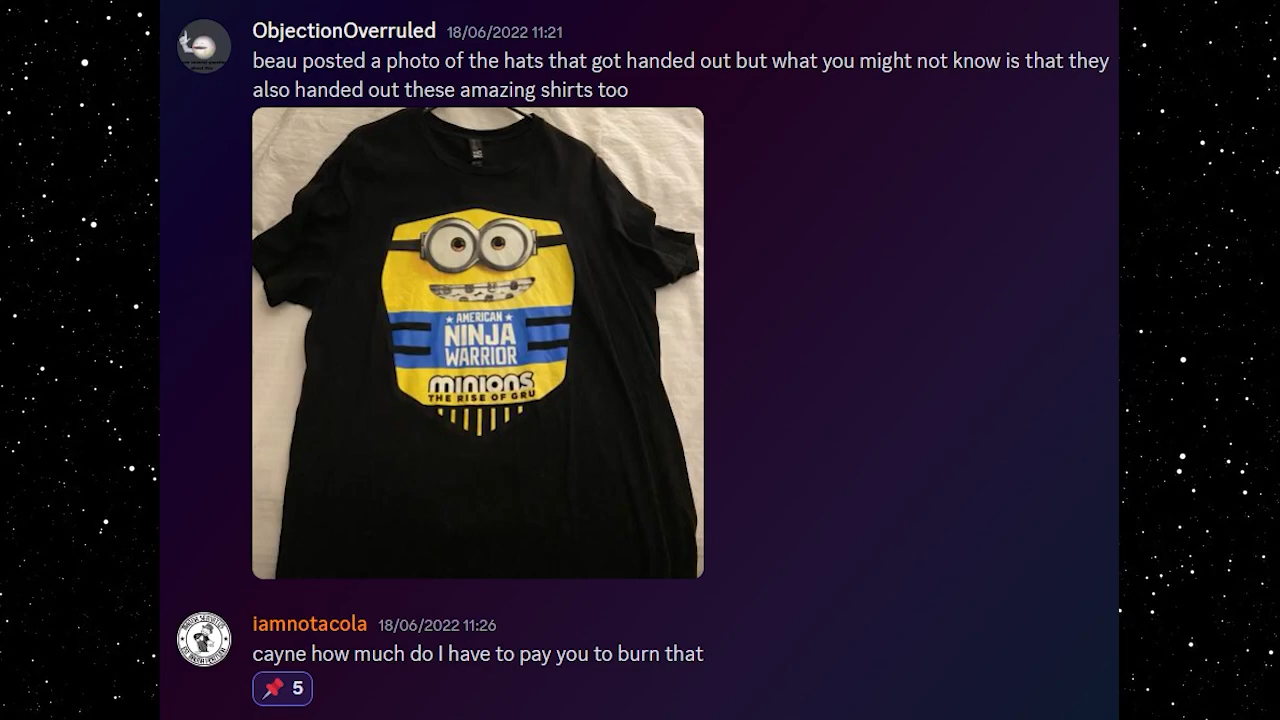 ObjectionOverruled 18/06/2022 11:21
beau posted a photo of the hats that got handed out but what you might not know is that they
also handed out these amazing shirts too
AMERICAN
NINJA
WARRIOR
MINIONS
THE RISE OF GRU
iamnotacola 18/06/2022 11:26
cayne how much do I have to pay you to burn that
5